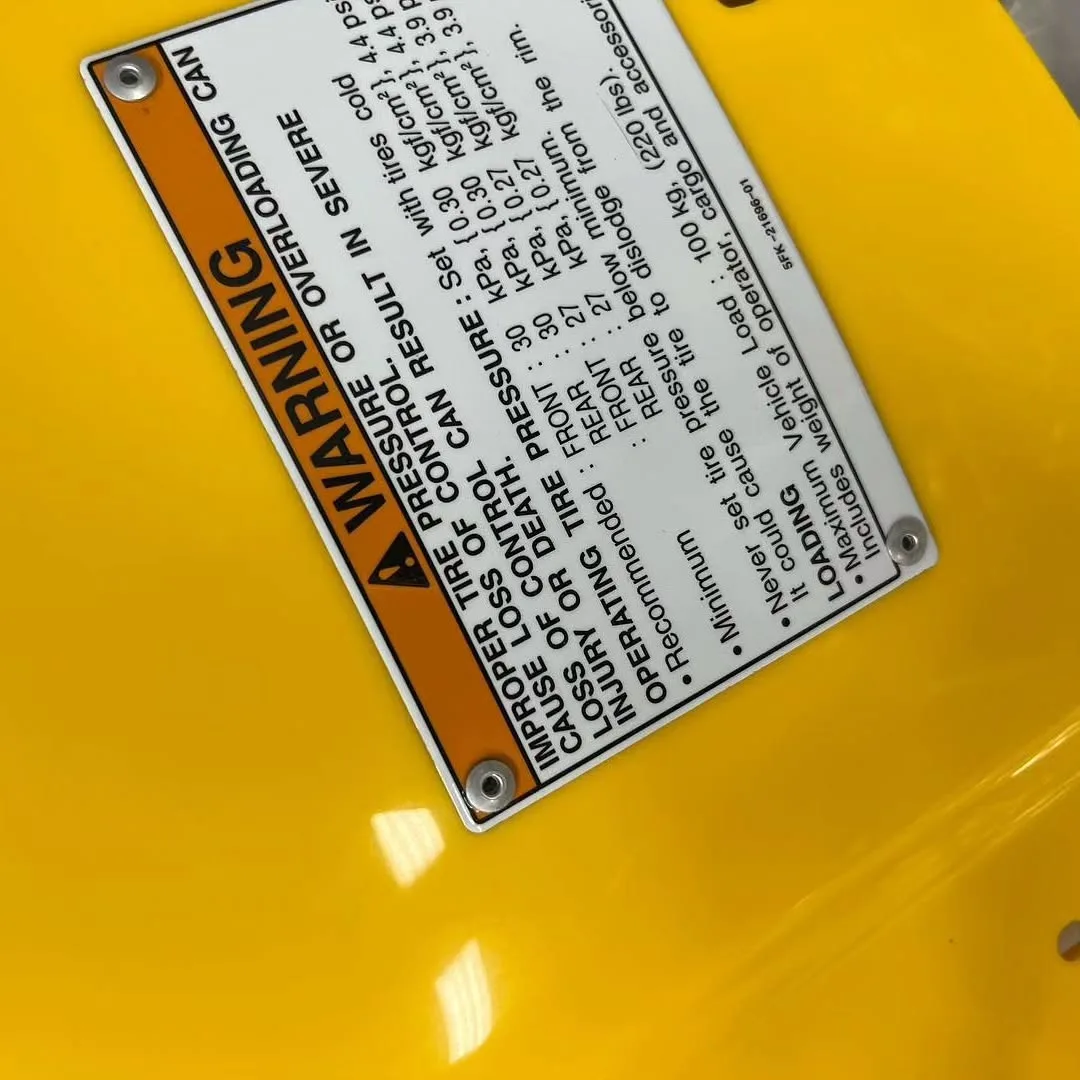 WARNING
IMPROPER TIRE PRESSURE OR OVERLOADING CAN
CAUSE LOSS OF CONTROL.
LOSS OF CONTROL CAN RESULT IN SEVERE
INJURY OR DEATH.
OPERATING TIRE PRESSURE : Set with tires cold
• Recommended : FRONT : 30 kPa, { 0.30 kgf/cm² }, 4.4 psi
REAR : 30 kPa, { 0.30 kgf/cm² }, 4.4 ps
• Minimum : FRONT : 27 kPa, { 0.27 kgf/cm² }, 3.9 p
: REAR : 27 kPa, { 0.27 kgf/cm² }, 3.9
• Never set tire pressure below minimum.
It could cause the tire to dislodge from the rim.
LOADING
• Maximum Vehicle Load : 100 kg, (220 lbs).
Includes weight of operator, cargo and accessori
5FK-21696-01